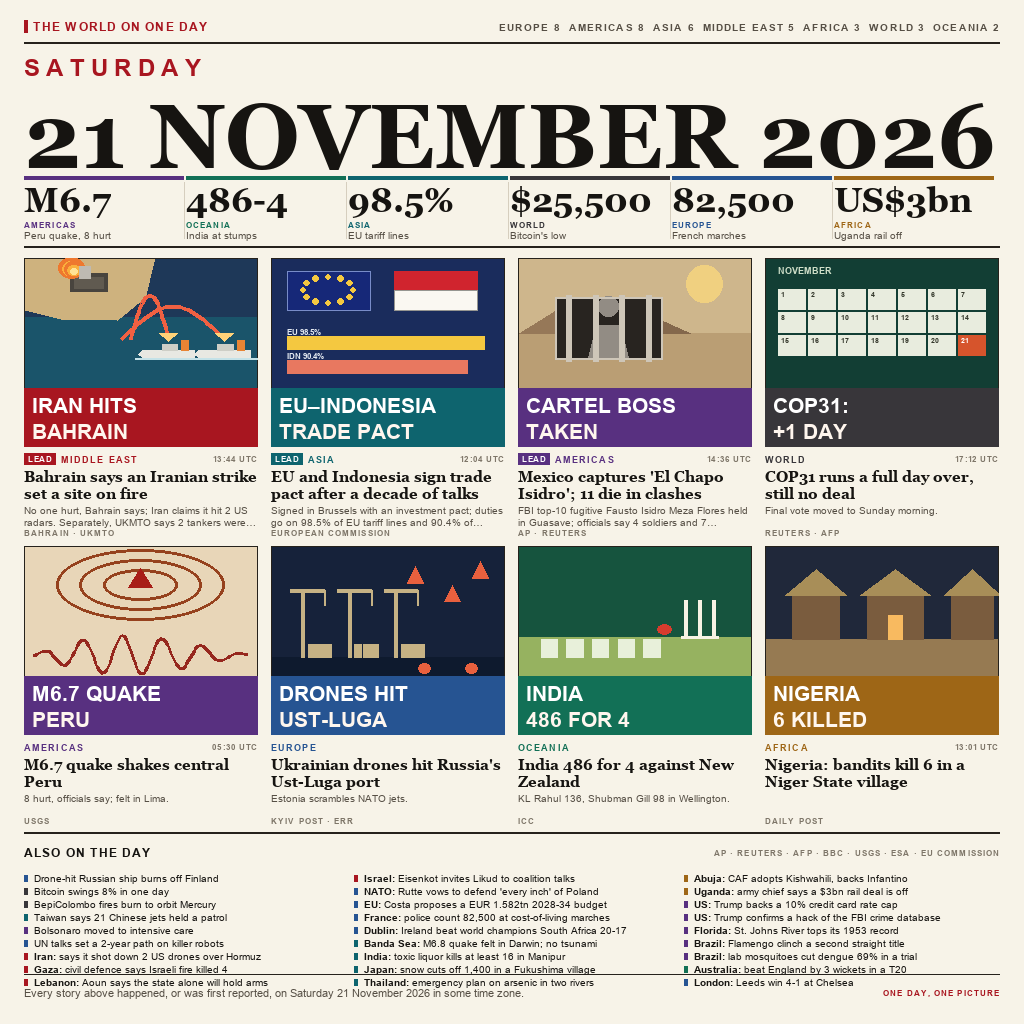 THE WORLD ON ONE DAY
EUROPE 8 AMERICAS 8 ASIA 6 MIDDLE EAST 5 AFRICA 3 WORLD 3 OCEANIA 2
SATURDAY
21 NOVEMBER 2026
M6.7
AMERICAS
Peru quake, 8 hurt
486-4
OCEANIA
India at stumps
98.5%
ASIA
EU tariff lines
$25,500
WORLD
Bitcoin's low
82,500
EUROPE
French marches
US$3bn
AFRICA
Uganda rail off
IRAN HITS
BAHRAIN
LEAD MIDDLE EAST 13:44 UTC
Bahrain says an Iranian strike
set a site on fire
No one hurt, Bahrain says; Iran claims it hit 2 US
radars. Separately, UKMTO says 2 tankers were…
BAHRAIN · UKMTO
EU 98.5%
IDN 90.4%
EU–INDONESIA
TRADE PACT
LEAD ASIA 12:04 UTC
EU and Indonesia sign trade
pact after a decade of talks
Signed in Brussels with an investment pact; duties
go on 98.5% of EU tariff lines and 90.4% of…
EUROPEAN COMMISSION
CARTEL BOSS
TAKEN
LEAD AMERICAS 14:36 UTC
Mexico captures 'El Chapo
Isidro'; 11 die in clashes
FBI top-10 fugitive Fausto Isidro Meza Flores held
in Guasave; officials say 4 soldiers and 7…
AP · REUTERS
NOVEMBER
1 2 3 4 5 6 7
8 9 10 11 12 13 14
15 16 17 18 19 20 21
COP31:
+1 DAY
WORLD 17:12 UTC
COP31 runs a full day over,
still no deal
Final vote moved to Sunday morning.
REUTERS · AFP
M6.7 QUAKE
PERU
AMERICAS 05:30 UTC
M6.7 quake shakes central
Peru
8 hurt, officials say; felt in Lima.
USGS
DRONES HIT
UST-LUGA
EUROPE
Ukrainian drones hit Russia's
Ust-Luga port
Estonia scrambles NATO jets.
KYIV POST · ERR
INDIA
486 FOR 4
OCEANIA
India 486 for 4 against New
Zealand
KL Rahul 136, Shubman Gill 98 in Wellington.
ICC
NIGERIA
6 KILLED
AFRICA 13:01 UTC
Nigeria: bandits kill 6 in a
Niger State village
DAILY POST
ALSO ON THE DAY
AP · REUTERS · AFP · BBC · USGS · ESA · EU COMMISSION
Drone-hit Russian ship burns off Finland
Bitcoin swings 8% in one day
BepiColombo fires burn to orbit Mercury
Taiwan says 21 Chinese jets held a patrol
Bolsonaro moved to intensive care
UN talks set a 2-year path on killer robots
Iran: says it shot down 2 US drones over Hormuz
Gaza: civil defence says Israeli fire killed 4
Lebanon: Aoun says the state alone will hold arms
Israel: Eisenkot invites Likud to coalition talks
NATO: Rutte vows to defend 'every inch' of Poland
EU: Costa proposes a EUR 1.582tn 2028-34 budget
France: police count 82,500 at cost-of-living marches
Dublin: Ireland beat world champions South Africa 20-17
Banda Sea: M6.8 quake felt in Darwin; no tsunami
India: toxic liquor kills at least 16 in Manipur
Japan: snow cuts off 1,400 in a Fukushima village
Thailand: emergency plan on arsenic in two rivers
Abuja: CAF adopts Kishwahili, backs Infantino
Uganda: army chief says a $3bn rail deal is off
US: Trump backs a 10% credit card rate cap
US: Trump confirms a hack of the FBI crime database
Florida: St. Johns River tops its 1953 record
Brazil: Flamengo clinch a second straight title
Brazil: lab mosquitoes cut dengue 69% in a trial
Australia: beat England by 3 wickets in a T20
London: Leeds win 4-1 at Chelsea
Every story above happened, or was first reported, on Saturday 21 November 2026 in some time zone.
ONE DAY, ONE PICTURE